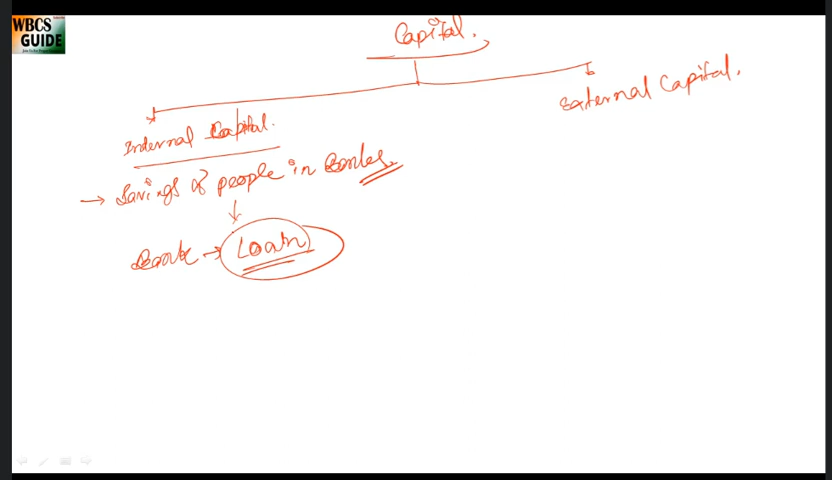 WBCS
GUIDE
Capital.
Internal Capital.
External Capital.
→ Savings of people in Banks.
Bank → Loan